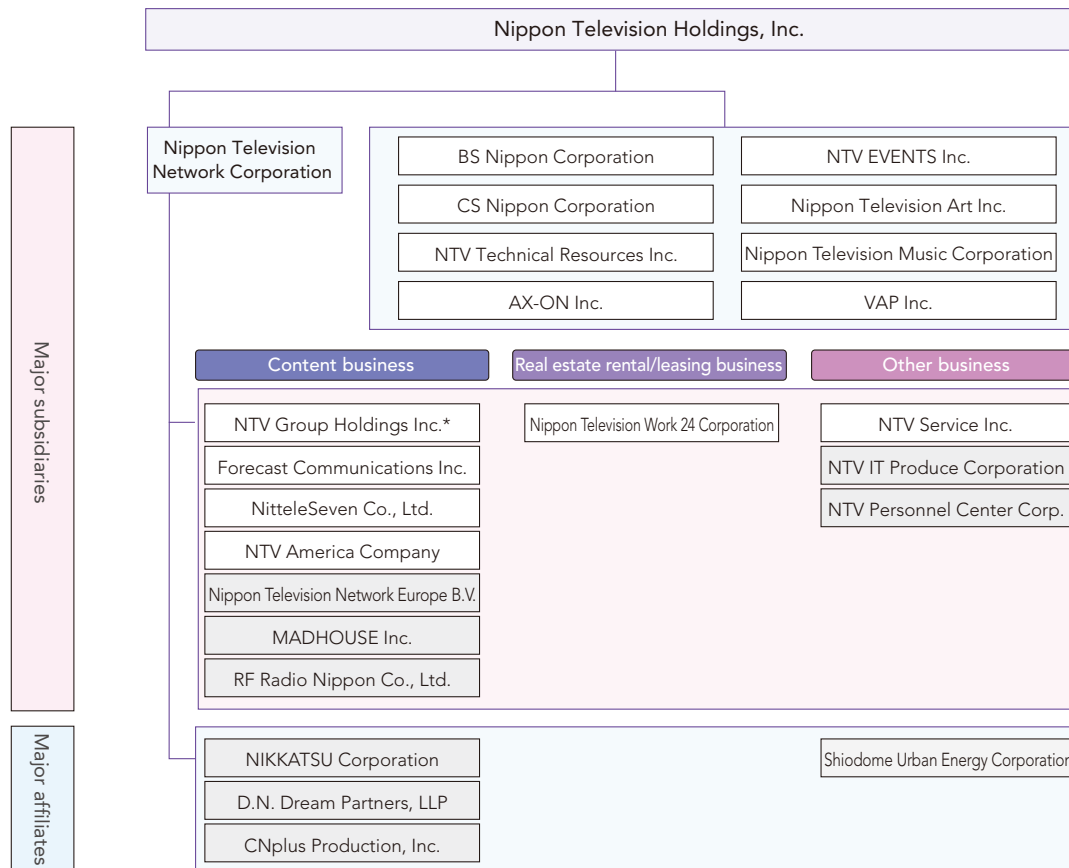 Nippon Television Holdings, Inc.
Major subsidiaries
Nippon Television
Network Corporation
BS Nippon Corporation
NTV EVENTS Inc.
CS Nippon Corporation
Nippon Television Art Inc.
NTV Technical Resources Inc.
Nippon Television Music Corporation
AX-ON Inc.
VAP Inc.
Content business
Real estate rental/leasing business
Other business
NTV Group Holdings Inc.*
Forecast Communications Inc.
NitteleSeven Co., Ltd.
NTV America Company
Nippon Television Network Europe B.V.
MADHOUSE Inc.
RF Radio Nippon Co., Ltd.
Nippon Television Work 24 Corporation
NTV Service Inc.
NTV IT Produce Corporation
NTV Personnel Center Corp.
Major affiliates
NIKKATSU Corporation
D.N. Dream Partners, LLP
CNplus Production, Inc.
Shiodome Urban Energy Corporation